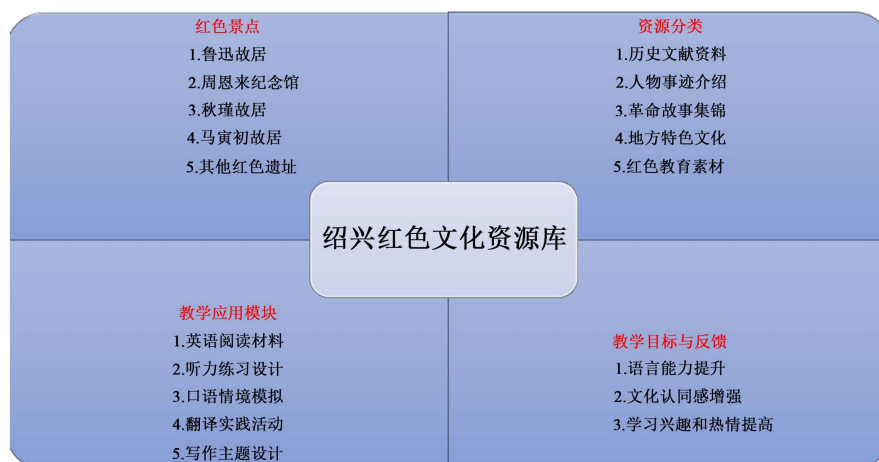 红色景点
1.鲁迅故居
2.周恩来纪念馆
3.秋瑾故居
4.马寅初故居
5.其他红色遗址
资源分类
1.历史文献资料
2.人物事迹介绍
3.革命故事集锦
4.地方特色文化
5.红色教育素材
绍兴红色文化资源库
教学应用模块
1.英语阅读材料
2.听力练习设计
3.口语情境模拟
4.翻译实践活动
5.写作主题设计
教学目标与反馈
1.语言能力提升
2.文化认同感增强
3.学习兴趣和热情提高